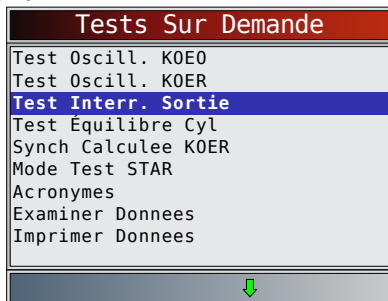 Tests Sur Demande
Test Oscill. KOEO
Test Oscill. KOER
Test Interr. Sortie
Test Équilibre Cyl
Synch Calculee KOER
Mode Test STAR
Acronymes
Examiner Donnees
Imprimer Donnees